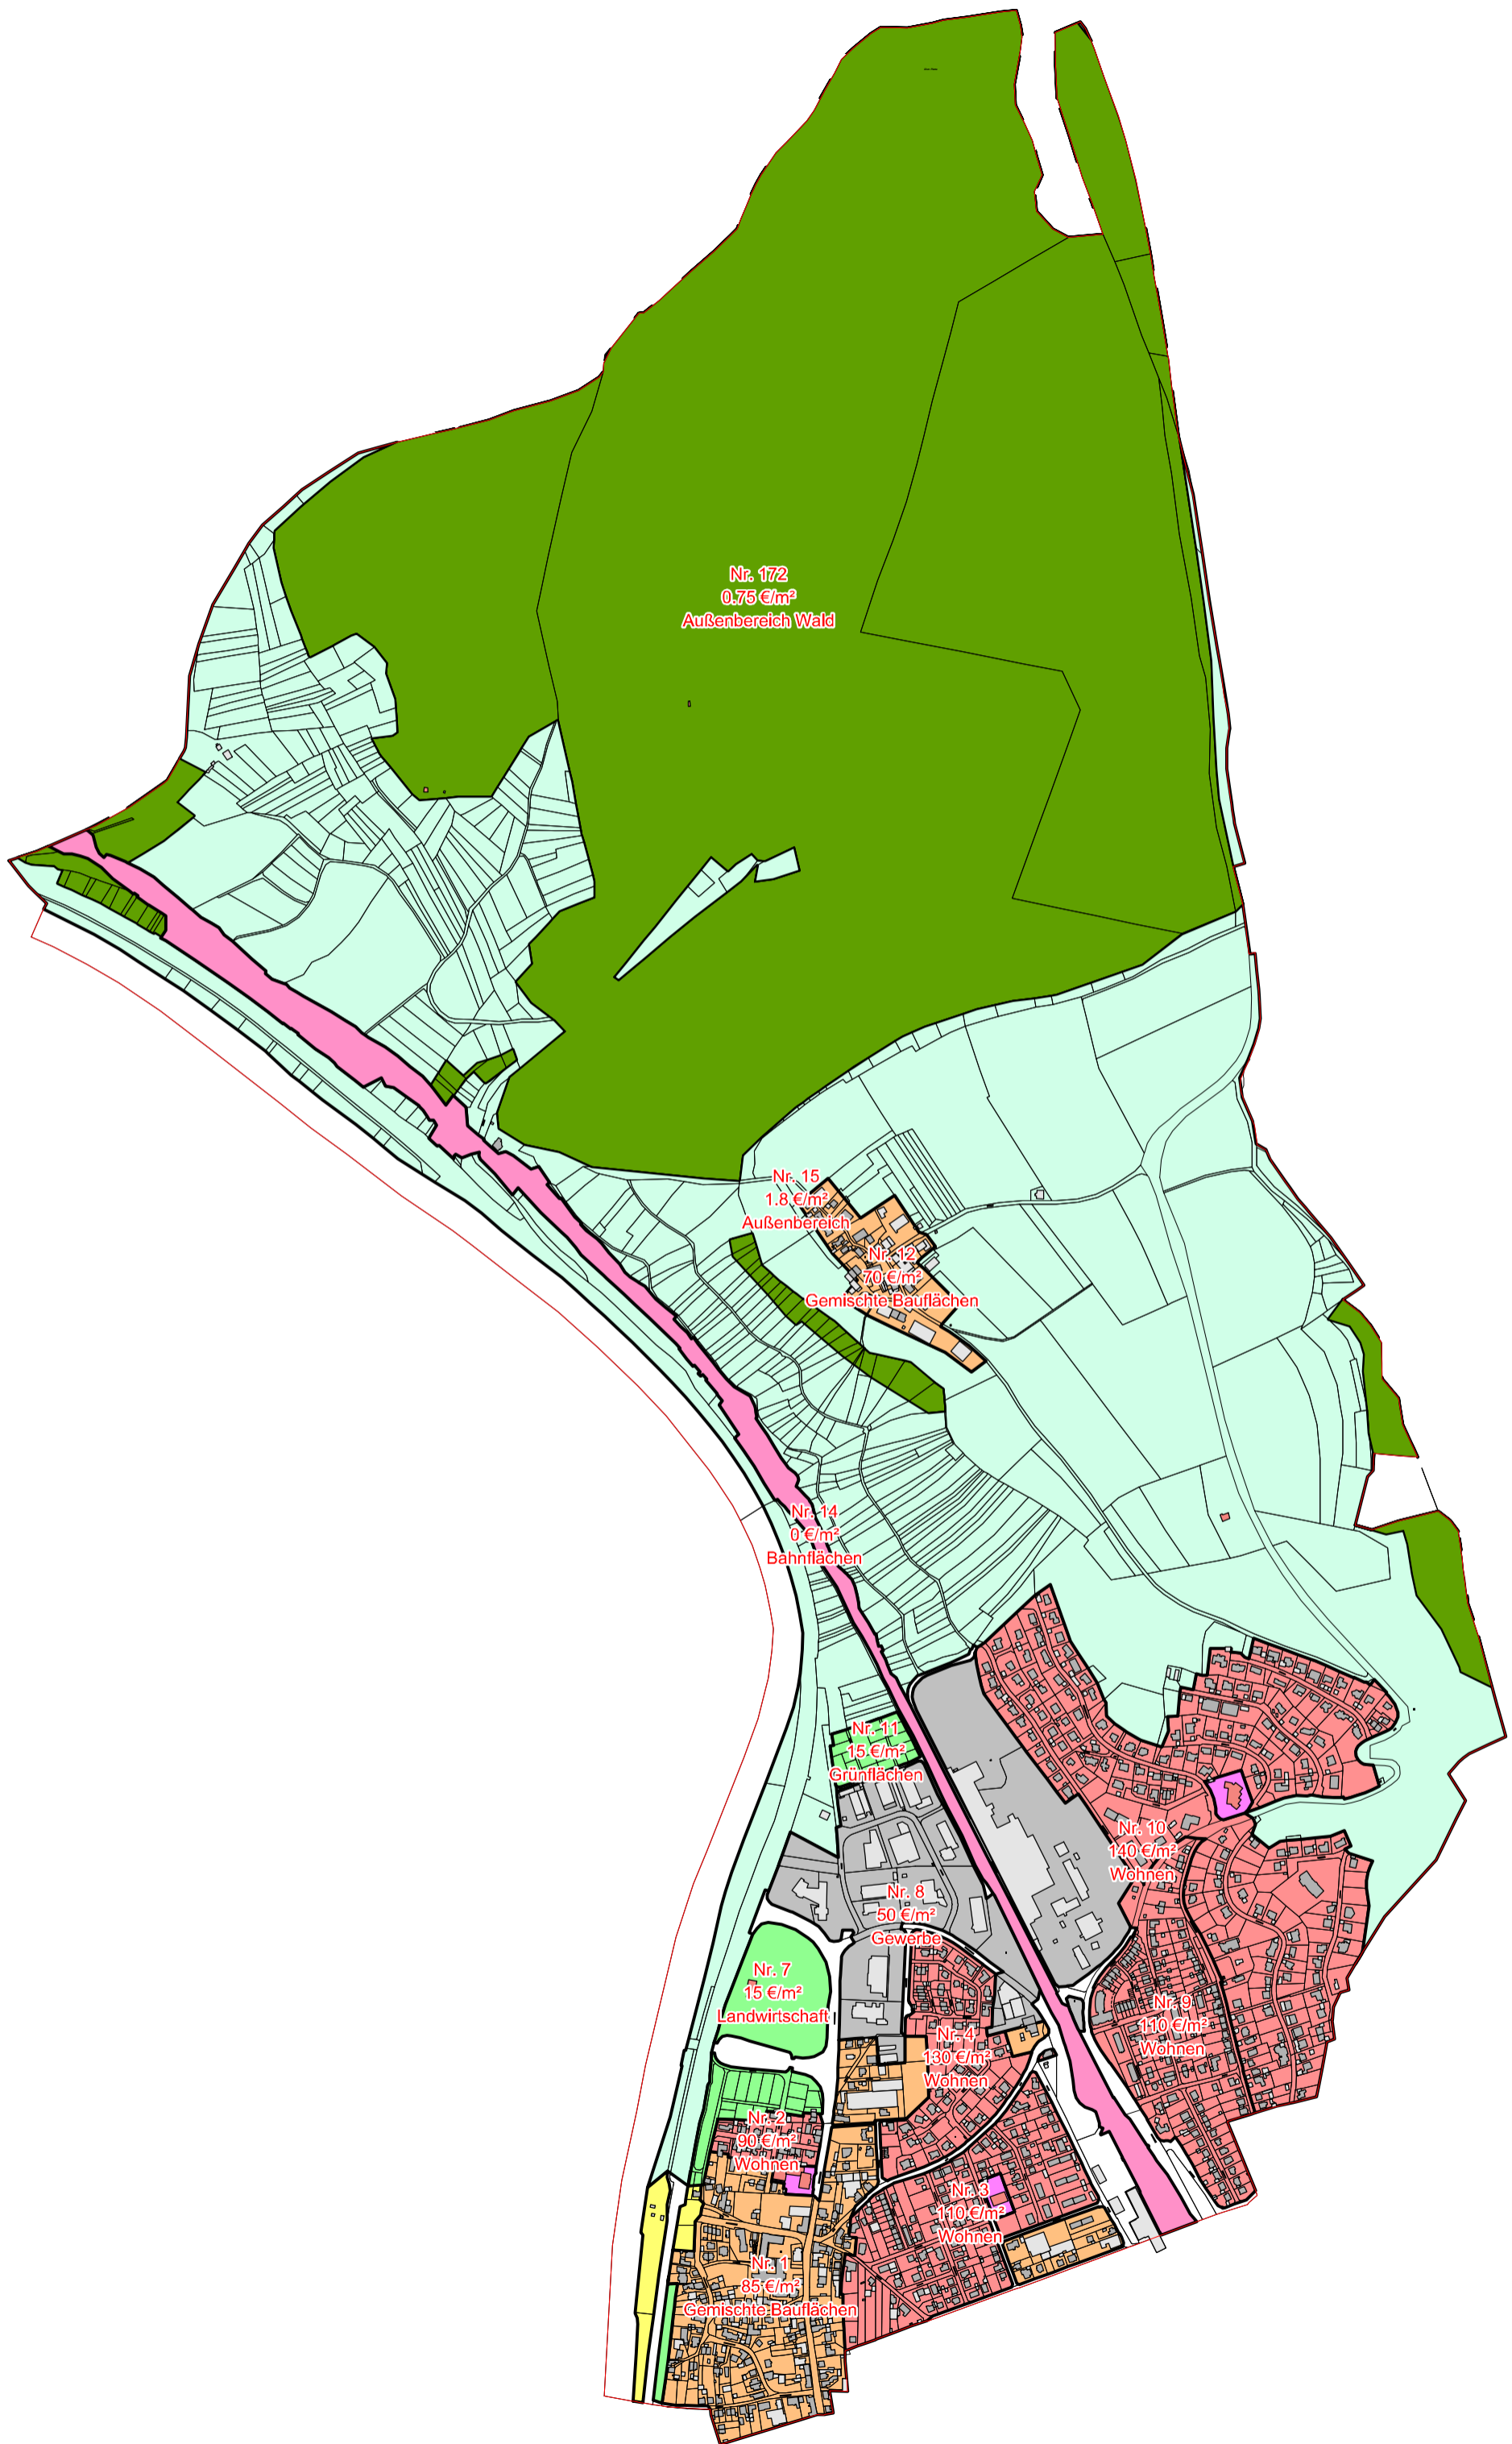 Nr. 172
0.75 €/m²
Außenbereich Wald
Nr. 15
1.8 €/m²
Außenbereich
Nr. 12
70 €/m²
Gemischte Bauflächen
Nr. 14
0 €/m²
Bahnflächen
Nr. 11
15 €/m²
Grünflächen
Nr. 10
140 €/m²
Wohnen
Nr. 8
50 €/m²
Gewerbe
Nr. 7
15 €/m²
Landwirtschaft
Nr. 9
110 €/m²
Wohnen
Nr. 4
130 €/m²
Wohnen
Nr. 2
90 €/m²
Wohnen
Nr. 3
110 €/m²
Wohnen
Nr. 1
85 €/m²
Gemischte Bauflächen